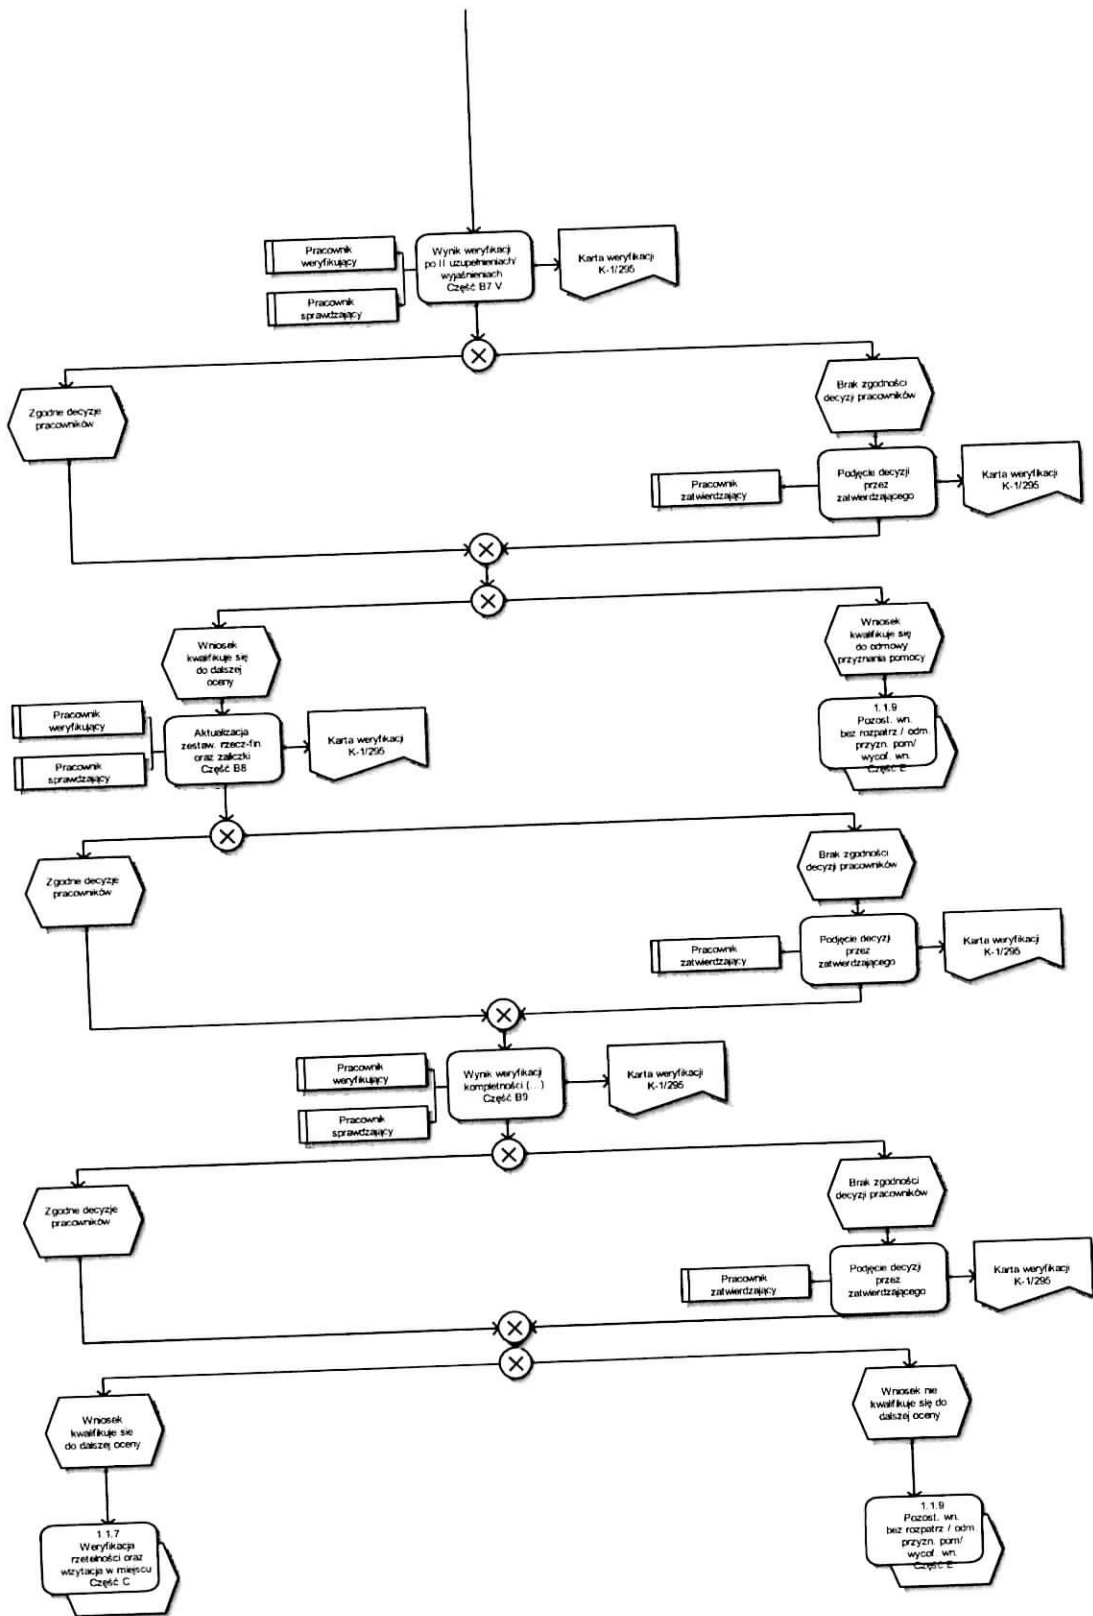 Pracownik
weryfikujący
Pracownik
sprawdzający
Wynik weryfikacji
po II uzupełnieniach/
wyjaśnieniach
Część B7 V
Karta weryfikacji
K-1/295
Zgodne decyzje
pracowników
Brak zgodności
decyzji pracowników
Pracownik
zatwierdzający
Podjęcie decyzji
przez
zatwierdzającego
Karta weryfikacji
K-1/295
Wniosek
kwalifikuje się
do dalszej
oceny
Wniosek
kwalifikuje się
do odmowy
przyznania pomocy
Pracownik
weryfikujący
Pracownik
sprawdzający
Aktualizacja
zestaw. rzecz-fin.
oraz zaliczki
Część B8
Karta weryfikacji
K-1/295
1.1.9
Pozost. wn.
bez rozpatrz / odm.
przyzn. pom/
wycof. wn.
Część E
Zgodne decyzje
pracowników
Brak zgodności
decyzji pracowników
Pracownik
zatwierdzający
Podjęcie decyzji
przez
zatwierdzającego
Karta weryfikacji
K-1/295
Pracownik
weryfikujący
Pracownik
sprawdzający
Wynik weryfikacji
kompletności (...)
Część B9
Karta weryfikacji
K-1/295
Zgodne decyzje
pracowników
Brak zgodności
decyzji pracowników
Pracownik
zatwierdzający
Podjęcie decyzji
przez
zatwierdzającego
Karta weryfikacji
K-1/295
Wniosek
kwalifikuje sie
do dalszej oceny
Wniosek nie
kwalifikuje się do
dalszej oceny
1.1.7
Weryfikacja
rzetelności oraz
wizytacja w miejscu
Część C
1.1.9
Pozost. wn.
bez rozpatrz / odm.
przyzn. pom/
wycof. wn.
Część E